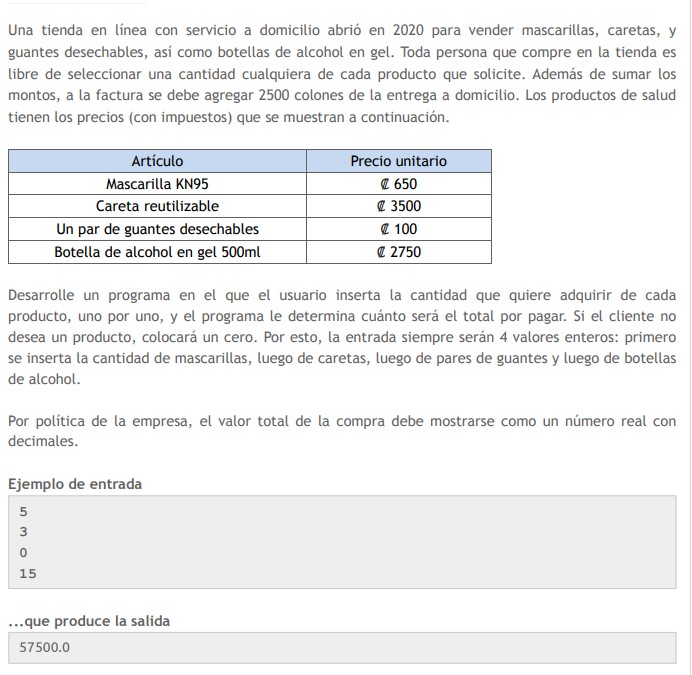 Una tienda en línea con servicio a domicilio abrió en 2020 para vender mascarillas, caretas, y
guantes desechables, así como botellas de alcohol en gel. Toda persona que compre en la tienda es
libre de seleccionar una cantidad cualquiera de cada producto que solicite. Además de sumar los
montos, a la factura se debe agregar 2500 colones de la entrega a domicilio. Los productos de salud
tienen los precios (con impuestos) que se muestran a continuación.
Artículo Precio unitario
Mascarilla KN95 ₡ 650
Careta reutilizable ₡ 3500
Un par de guantes desechables ₡ 100
Botella de alcohol en gel 500ml ₡ 2750
Desarrolle un programa en el que el usuario inserta la cantidad que quiere adquirir de cada
producto, uno por uno, y el programa le determina cuánto será el total por pagar. Si el cliente no
desea un producto, colocará un cero. Por esto, la entrada siempre serán 4 valores enteros: primero
se inserta la cantidad de mascarillas, luego de caretas, luego de pares de guantes y luego de botellas
de alcohol.
Por política de la empresa, el valor total de la compra debe mostrarse como un número real con
decimales.
Ejemplo de entrada
5
3
0
15
...que produce la salida
57500.0